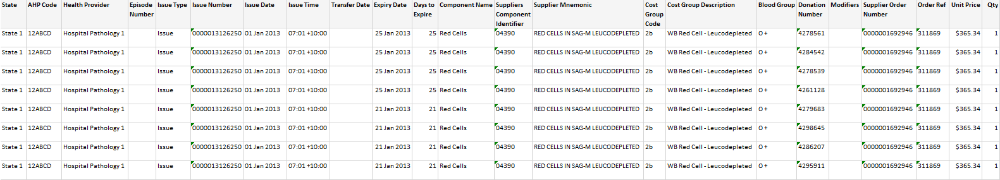 State AHP Code Health Provider Episode Number Issue Type Issue Number Issue Date Issue Time Transfer Date Expiry Date Days to Expire Component Name Suppliers Component Identifier Supplier Mnemonic Cost Group Code Cost Group Description Blood Group Donation Number Modifiers Supplier Order Number Order Ref Unit Price Qty
State 1 12ABCD Hospital Pathology 1 Issue 0000013126250 01 Jan 2013 07:01 +10:00 25 Jan 2013 25 Red Cells 04390 RED CELLS IN SAG-M LEUCODEPLETED 2b WB Red Cell - Leucodepleted O + 4278561 0000001692946 311869 $365.34 1
State 1 12ABCD Hospital Pathology 1 Issue 0000013126250 01 Jan 2013 07:01 +10:00 25 Jan 2013 25 Red Cells 04390 RED CELLS IN SAG-M LEUCODEPLETED 2b WB Red Cell - Leucodepleted O + 4284542 0000001692946 311869 $365.34 1
State 1 12ABCD Hospital Pathology 1 Issue 0000013126250 01 Jan 2013 07:01 +10:00 25 Jan 2013 25 Red Cells 04390 RED CELLS IN SAG-M LEUCODEPLETED 2b WB Red Cell - Leucodepleted O + 4278539 0000001692946 311869 $365.34 1
State 1 12ABCD Hospital Pathology 1 Issue 0000013126250 01 Jan 2013 07:01 +10:00 25 Jan 2013 25 Red Cells 04390 RED CELLS IN SAG-M LEUCODEPLETED 2b WB Red Cell - Leucodepleted O + 4261128 0000001692946 311869 $365.34 1
State 1 12ABCD Hospital Pathology 1 Issue 0000013126250 01 Jan 2013 07:01 +10:00 21 Jan 2013 21 Red Cells 04390 RED CELLS IN SAG-M LEUCODEPLETED 2b WB Red Cell - Leucodepleted O + 4279683 0000001692946 311869 $365.34 1
State 1 12ABCD Hospital Pathology 1 Issue 0000013126250 01 Jan 2013 07:01 +10:00 21 Jan 2013 21 Red Cells 04390 RED CELLS IN SAG-M LEUCODEPLETED 2b WB Red Cell - Leucodepleted O + 4298645 0000001692946 311869 $365.34 1
State 1 12ABCD Hospital Pathology 1 Issue 0000013126250 01 Jan 2013 07:01 +10:00 21 Jan 2013 21 Red Cells 04390 RED CELLS IN SAG-M LEUCODEPLETED 2b WB Red Cell - Leucodepleted O + 4286207 0000001692946 311869 $365.34 1
State 1 12ABCD Hospital Pathology 1 Issue 0000013126250 01 Jan 2013 07:01 +10:00 21 Jan 2013 21 Red Cells 04390 RED CELLS IN SAG-M LEUCODEPLETED 2b WB Red Cell - Leucodepleted O + 4295911 0000001692946 311869 $365.34 1